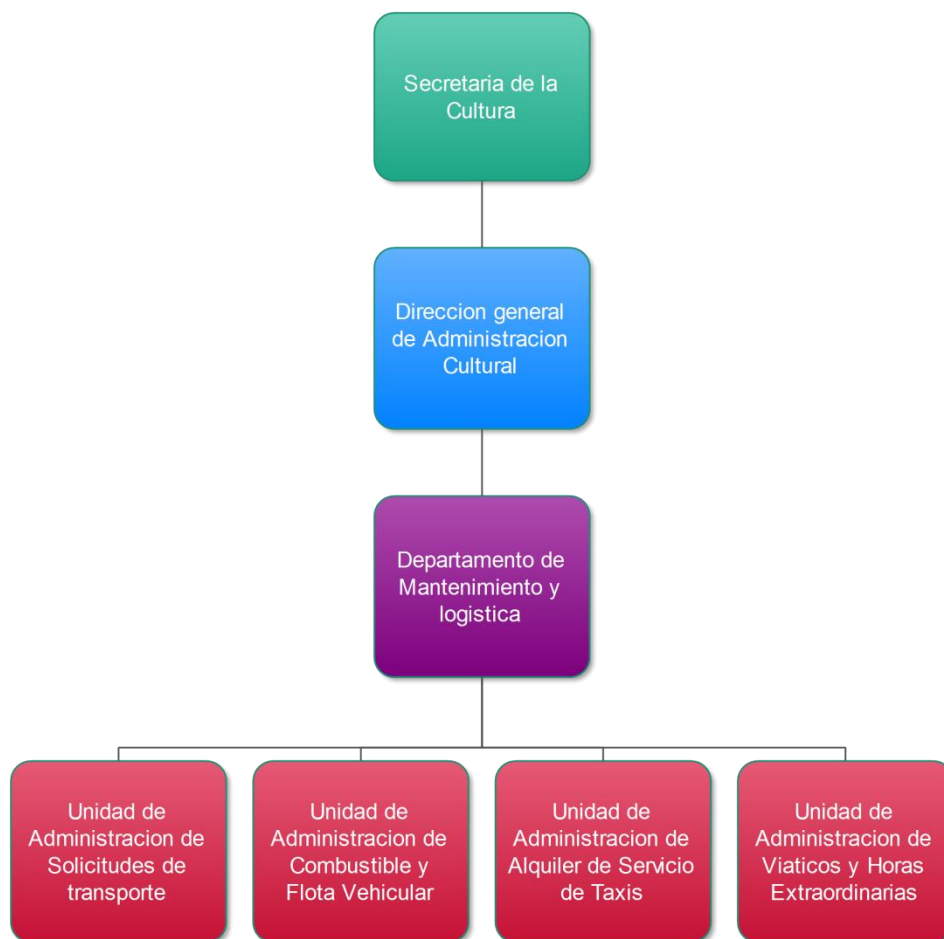 Secretaria de la
Cultura
Direccion general
de Administracion
Cultural
Departamento de
Mantenimiento y
logistica
Unidad de
Administracion de
Solicitudes de
transporte
Unidad de
Administracion de
Combustible y
Flota Vehicular
Unidad de
Administracion de
Alquiler de Servicio
de Taxis
Unidad de
Administracion de
Viaticos y Horas
Extraordinarias